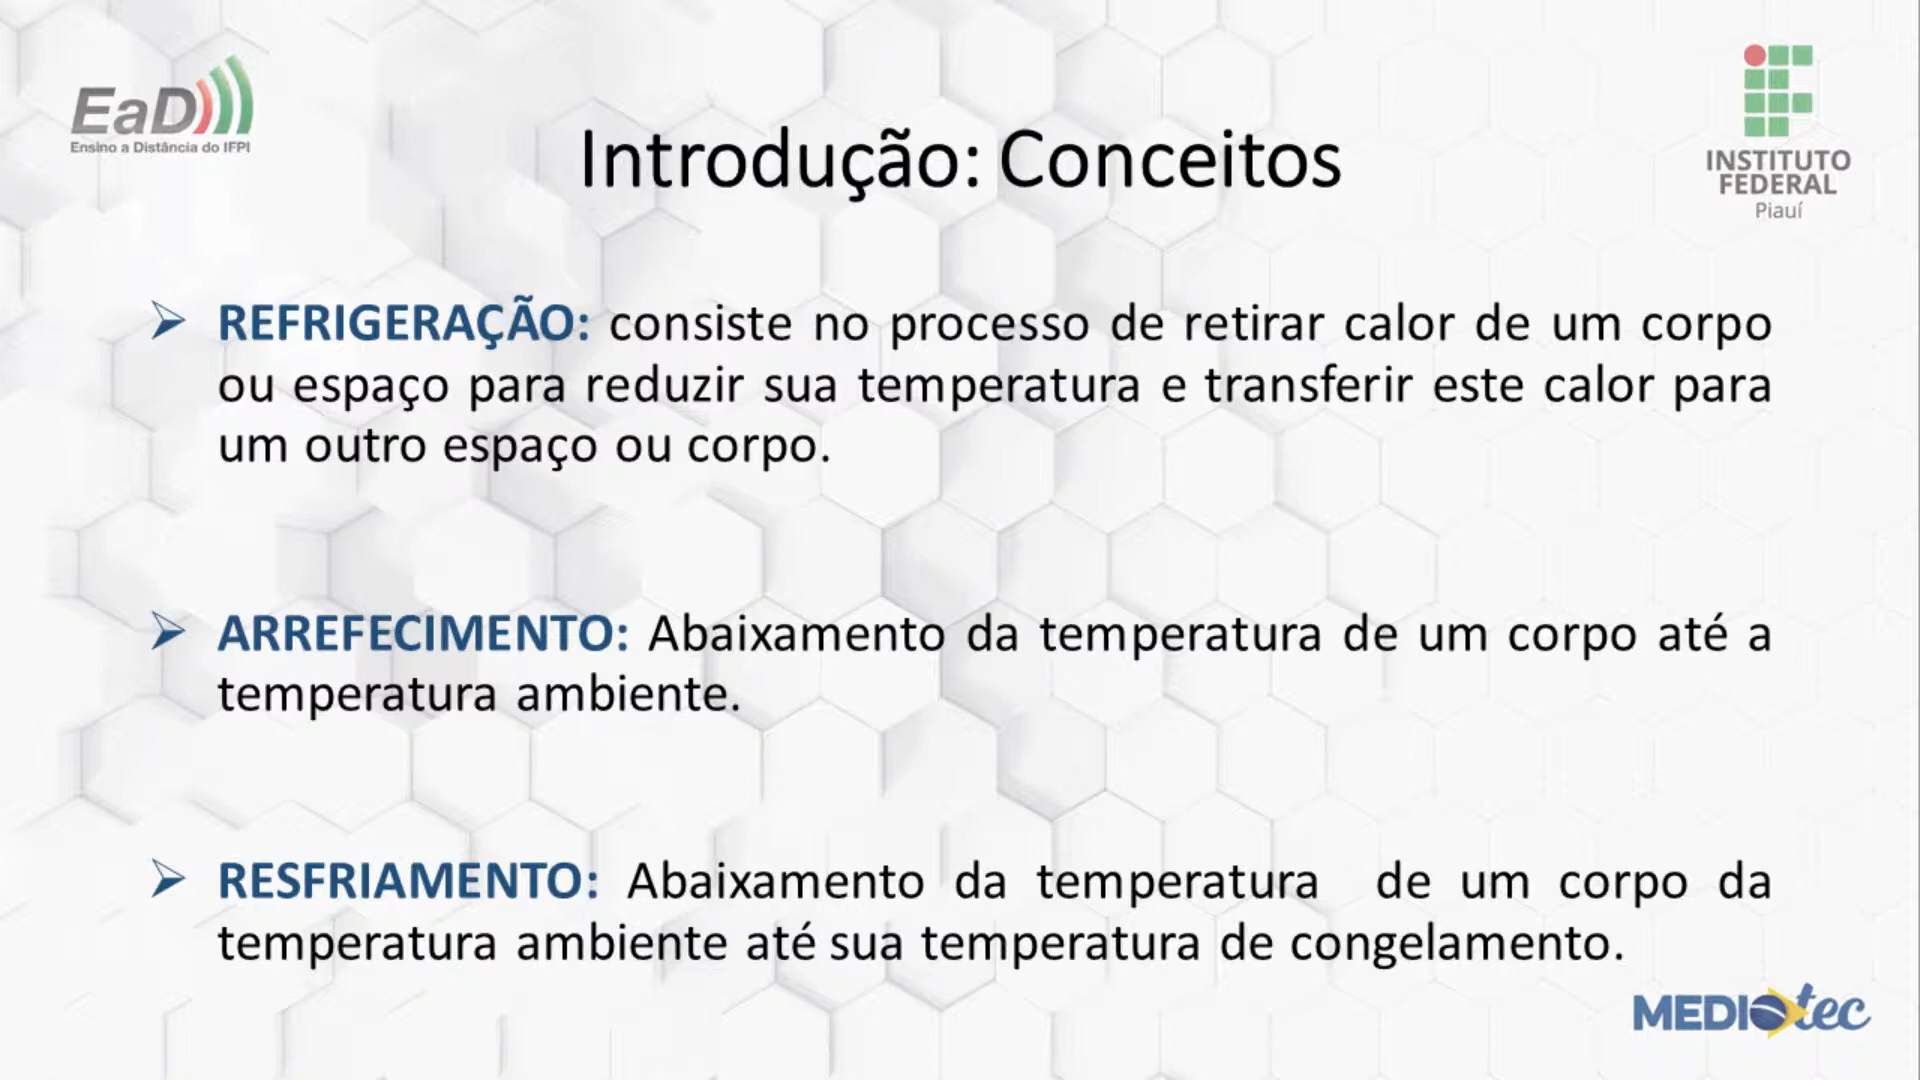 EaD
Ensino a Distância do IFPI
INSTITUTO
FEDERAL
Piauí
Introdução: Conceitos
REFRIGERAÇÃO: consiste no processo de retirar calor de um corpo
ou espaço para reduzir sua temperatura e transferir este calor para
um outro espaço ou corpo.
ARREFECIMENTO: Abaixamento da temperatura de um corpo até a
temperatura ambiente.
RESFRIAMENTO: Abaixamento da temperatura de um corpo da
temperatura ambiente até sua temperatura de congelamento.
MEDIOtec